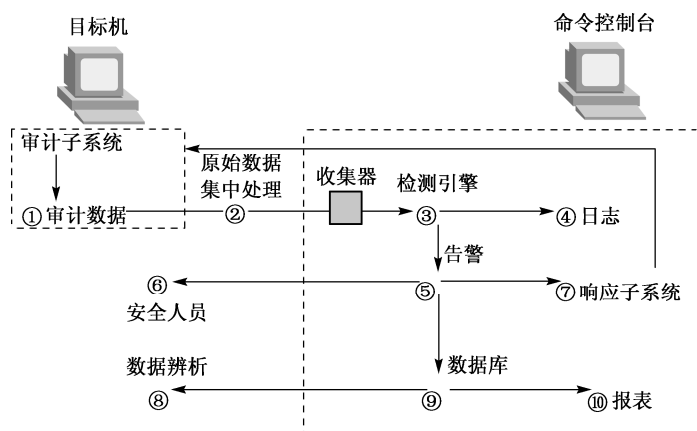 目标机
命令控制台
审计子系统
原始数据
集中处理
收集器
检测引擎
①审计数据
②
③
④日志
告警
⑥
⑤
⑦响应子系统
安全人员
数据辨析
数据库
⑧
⑨
⑩报表